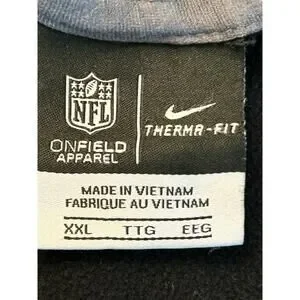 NFL
ONFIELD
APPAREL
THERMA-FIT
MADE IN VIETNAM
FABRIQUE AU VIETNAM
XXL TTG EEG